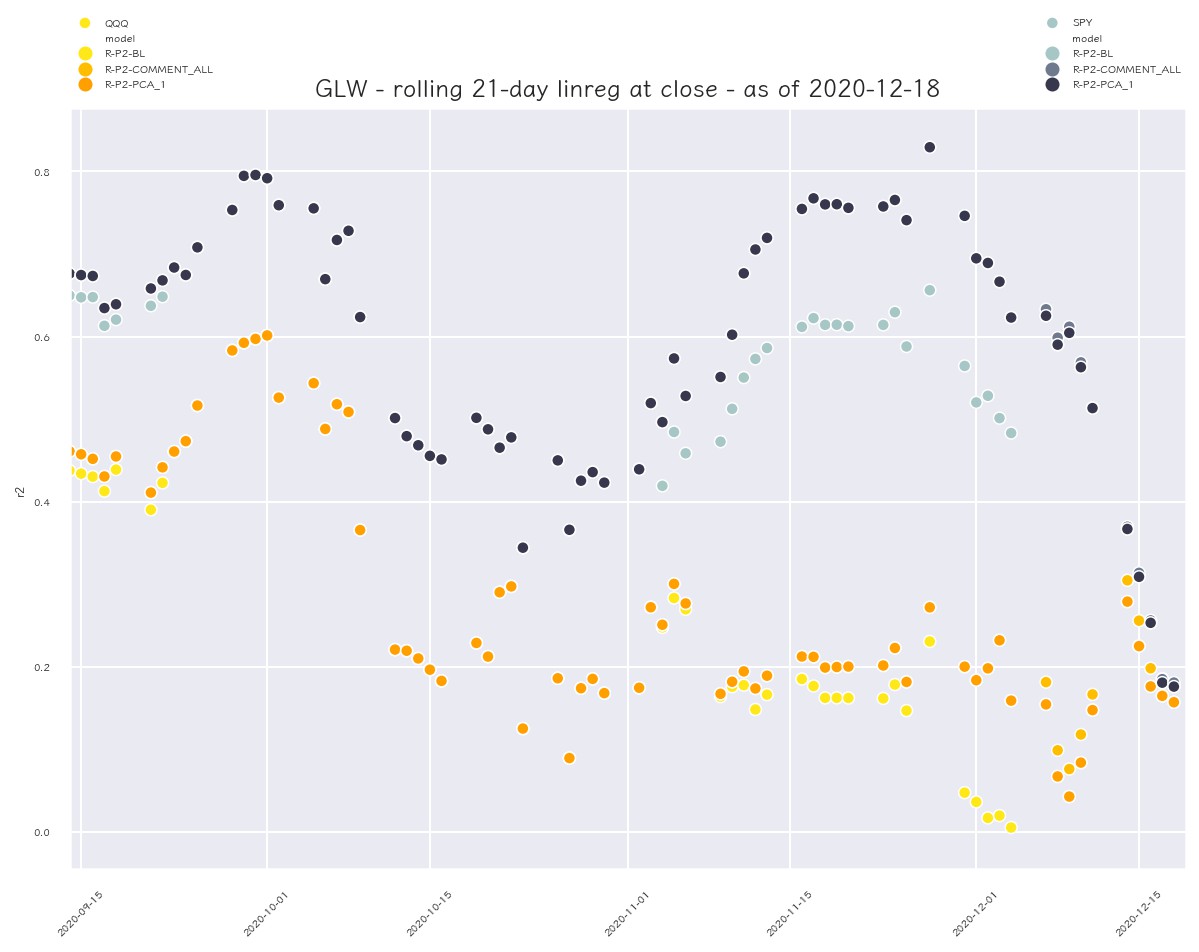 QQQ
model
R-P2-BL
R-P2-COMMENT_ALL
R-P2-PCA_1
SPY
model
R-P2-BL
R-P2-COMMENT_ALL
R-P2-PCA_1
GLW - rolling 21-day linreg at close - as of 2020-12-18
0.8
0.6
0.4
0.2
0.0
r2
2020-09-15
2020-10-01
2020-10-15
2020-11-01
2020-11-15
2020-12-01
2020-12-15